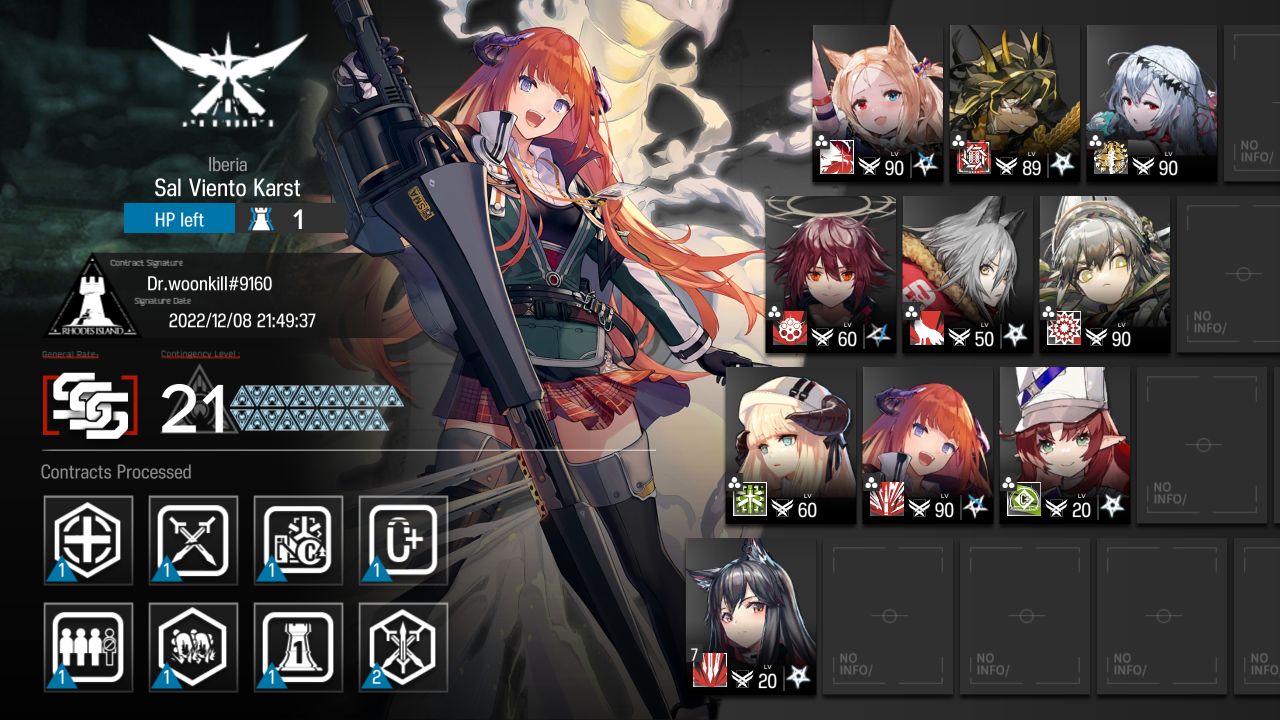 Iberia
Sal Viento Karst
HP left 1
Contract Signature
Dr.woonkill#9160
Signature Date
2022/12/08 21:49:37
RHODES ISLAND
General Rate:
Contingency Level :
SSS 21
Contracts Processed
1 1 1 1
1 1 1 2
LV 90
LV 89
LV 90
NO INFO/
LV 60
LV 50
LV 90
NO INFO/
LV 60
LV 90
LV 20
NO INFO/
7 LV 20
NO INFO/
NO INFO/
NO INFO/
NO INFO